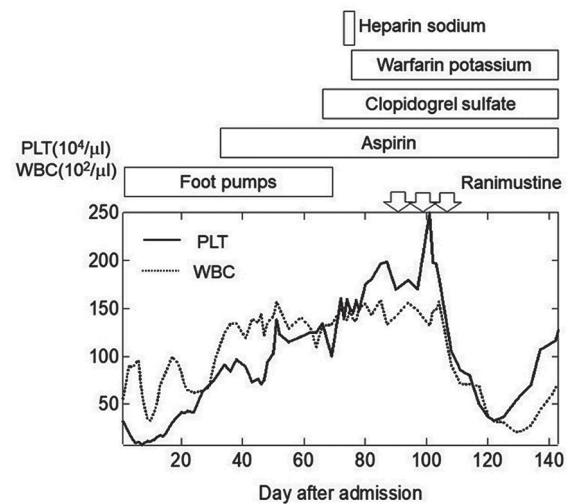 Heparin sodium
Warfarin potassium
Clopidogrel sulfate
PLT(10⁴/μl)
Aspirin
WBC(10²/μl)
Foot pumps
Ranimustine
250
PLT
200
WBC
150
100
50
20 40 60 80 100 120 140
Day after admission